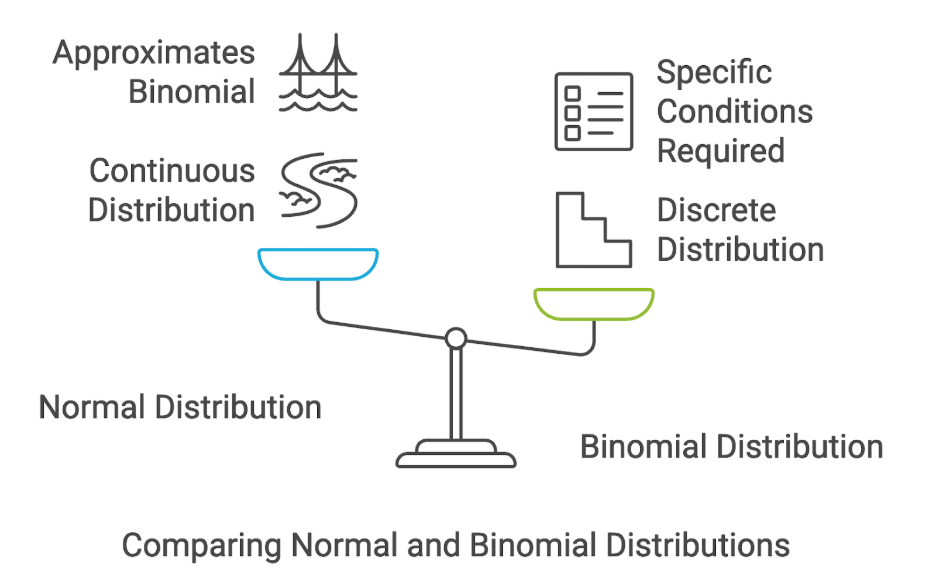 Approximates
Binomial
Continuous
Distribution
Specific
Conditions
Required
Discrete
Distribution
Normal Distribution
Binomial Distribution
Comparing Normal and Binomial Distributions